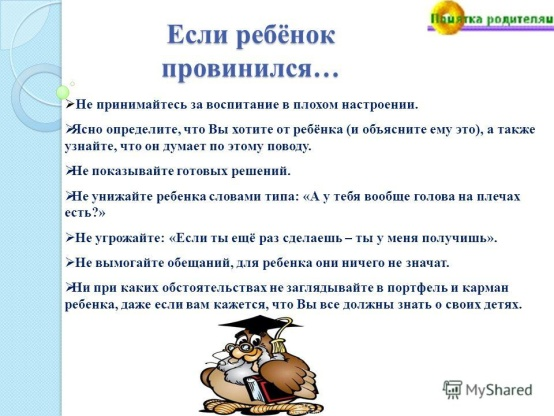 Памятка родителям
Если ребёнок
провинился…
Не принимайтесь за воспитание в плохом настроении.
Ясно определите, что Вы хотите от ребёнка (и объясните ему это), а также
узнайте, что он думает по этому поводу.
Не показывайте готовых решений.
Не унижайте ребенка словами типа: «А у тебя вообще голова на плечах
есть?»
Не угрожайте: «Если ты ещё раз сделаешь – ты у меня получишь».
Не вымогайте обещаний, для ребенка они ничего не значат.
Ни при каких обстоятельствах не заглядывайте в портфель и карман
ребенка, даже если вам кажется, что Вы все должны знать о своих детях.
MyShared